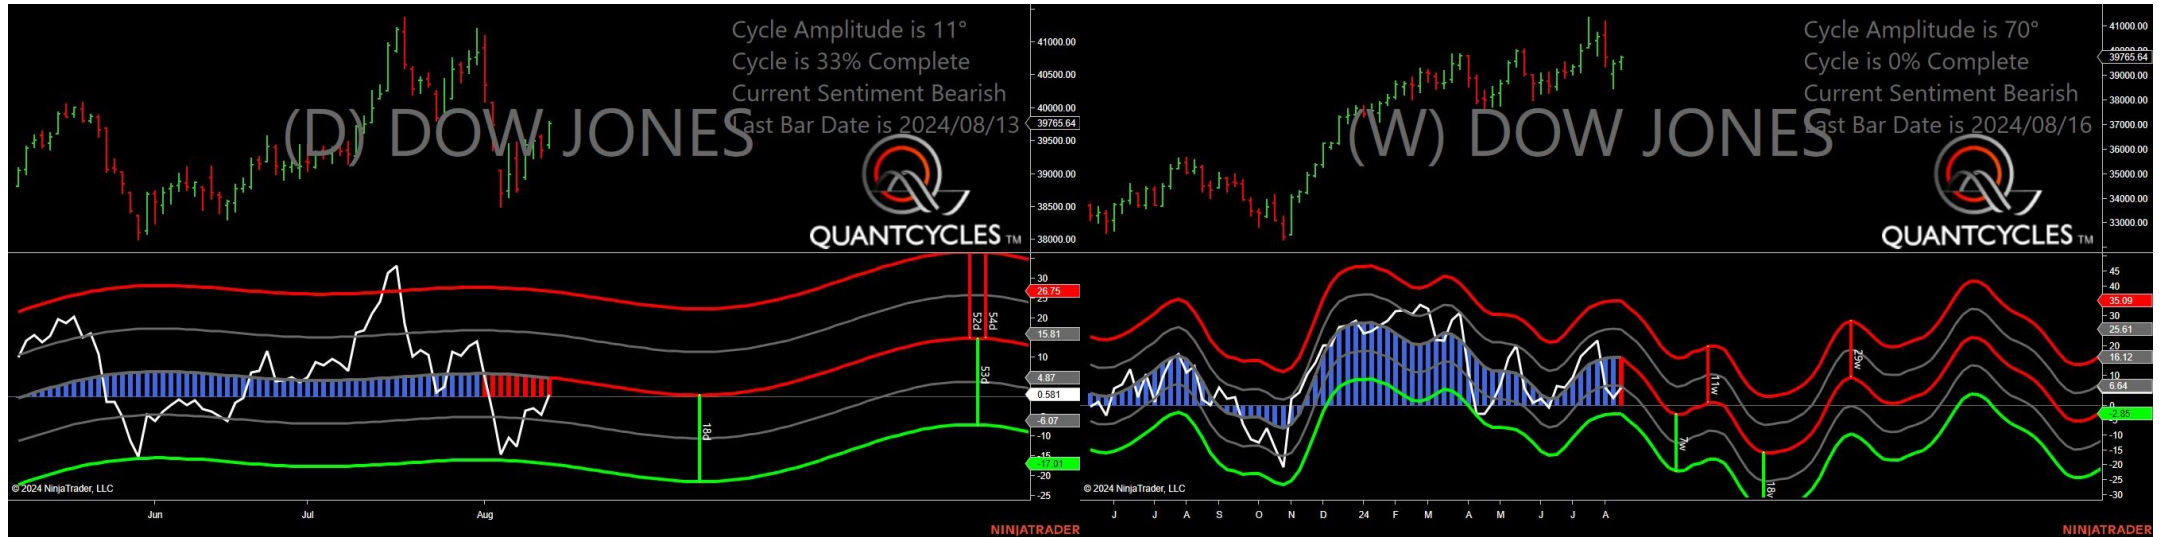 Cycle Amplitude is 11°
Cycle is 33% Complete
Current Sentiment Bearish
Last Bar Date is 2024/08/13
(D) DOW JONES
QUANTCYCLES TM
41000.00
40500.00
40000.00
39765.64
39500.00
39000.00
38500.00
38000.00
30
26.75
25
20
15.81
10
4.87
0.581
-6.07
-10
-15
-17.01
-20
-25
52d
54d
53d
18d
© 2024 NinjaTrader, LLC
Jun
Jul
Aug
NINJATRADER
Cycle Amplitude is 70°
Cycle is 0% Complete
Current Sentiment Bearish
Last Bar Date is 2024/08/16
(W) DOW JONES
QUANTCYCLES TM
41000.00
39765.64
39000.00
38000.00
37000.00
36000.00
35000.00
34000.00
33000.00
45
40
35.09
30
25.61
20
16.12
10
6.64
0
-2.85
-5
-10
-15
-20
-25
-30
11w
29w
7w
© 2024 NinjaTrader, LLC
J
J
A
S
O
N
D
24
F
M
A
M
J
J
A
NINJATRADER